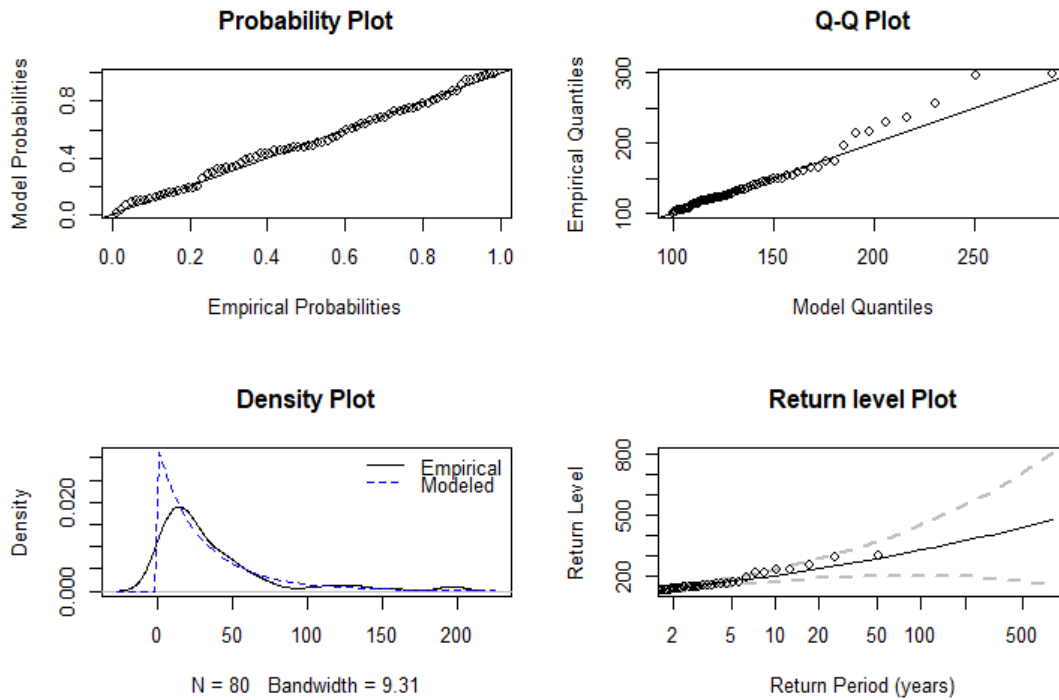 Probability Plot
Model Probabilities
0.0 0.4 0.8
0.0 0.2 0.4 0.6 0.8 1.0
Empirical Probabilities
Q-Q Plot
Empirical Quantiles
100 200 300
100 150 200 250
Model Quantiles
Density Plot
Density
0.000 0.020
Empirical
Modeled
0 50 100 150 200
N = 80 Bandwidth = 9.31
Return level Plot
Return Level
200 500 800
2 5 10 20 50 100 500
Return Period (years)